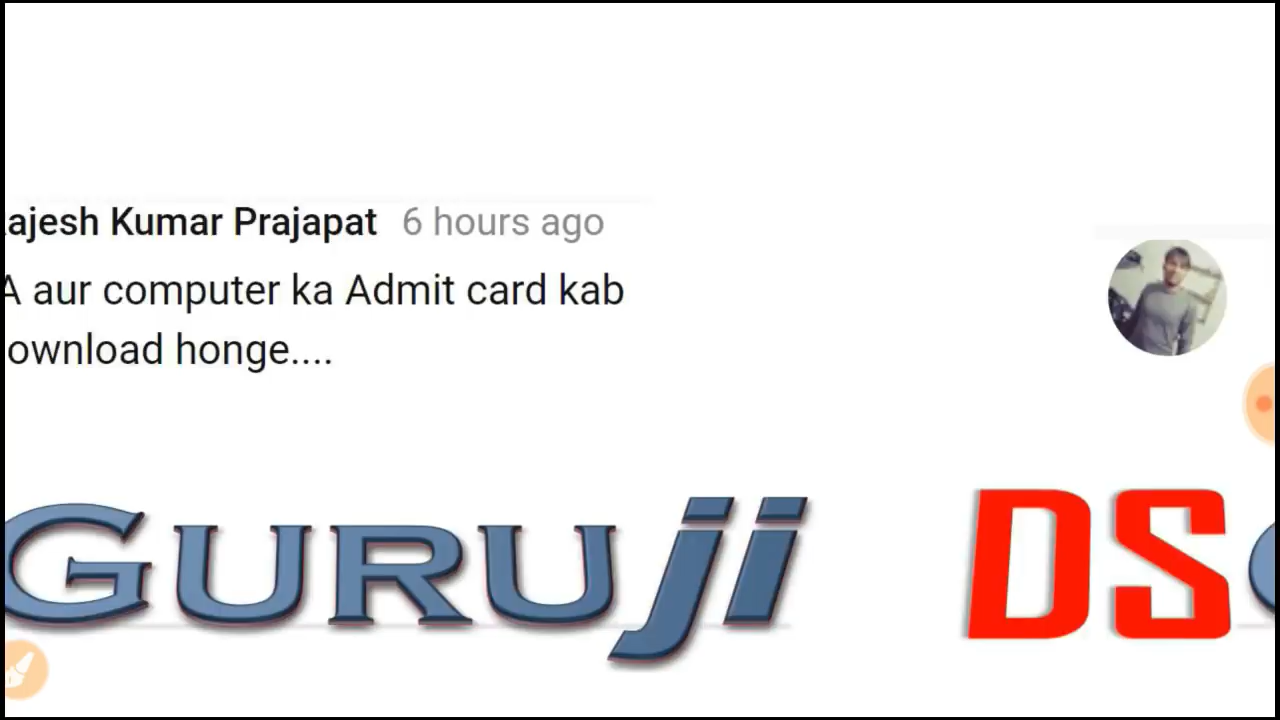 ajesh Kumar Prajapat 6 hours ago
A aur computer ka Admit card kab
ownload honge....
GURUji DS